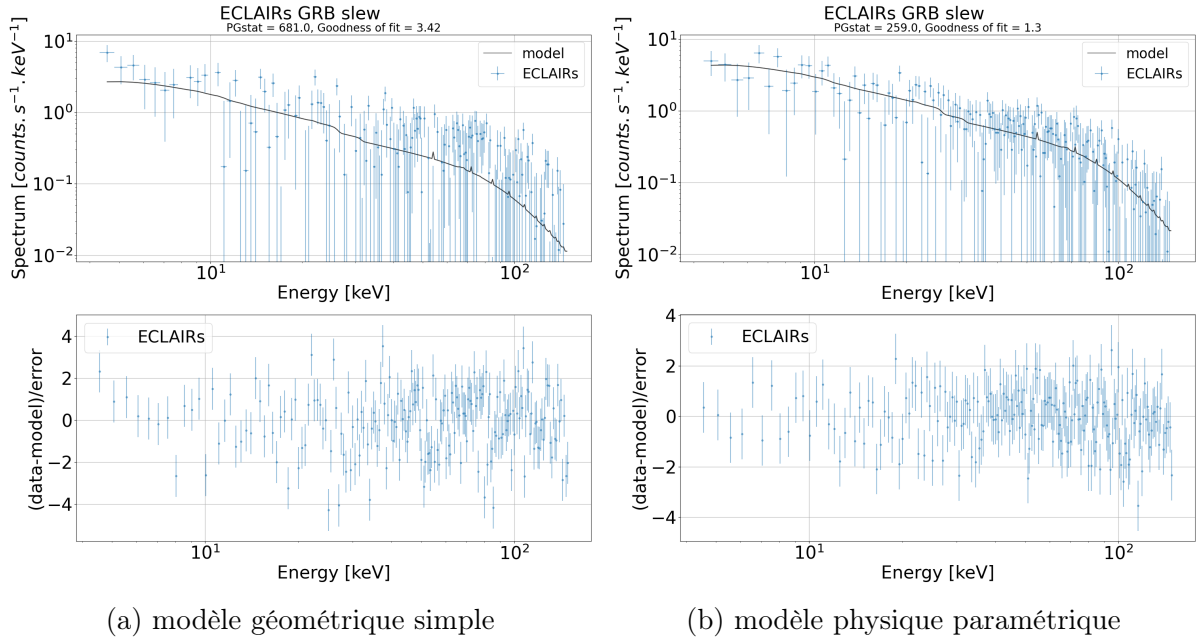 ECLAIRs GRB slew
PGstat = 681.0, Goodness of fit = 3.42
Spectrum [counts. s⁻¹. keV⁻¹]
10¹
10⁰
10⁻¹
10⁻²
model
ECLAIRs
10¹ 10²
Energy [keV]
(data-model)/error
4
2
0
−2
−4
ECLAIRs
10¹ 10²
Energy [keV]
(a) modèle géométrique simple
ECLAIRs GRB slew
PGstat = 259.0, Goodness of fit = 1.3
Spectrum [counts. s⁻¹. keV⁻¹]
10¹
10⁰
10⁻¹
10⁻²
model
ECLAIRs
10¹ 10²
Energy [keV]
(data-model)/error
4
2
0
−2
−4
ECLAIRs
10¹ 10²
Energy [keV]
(b) modèle physique paramétrique